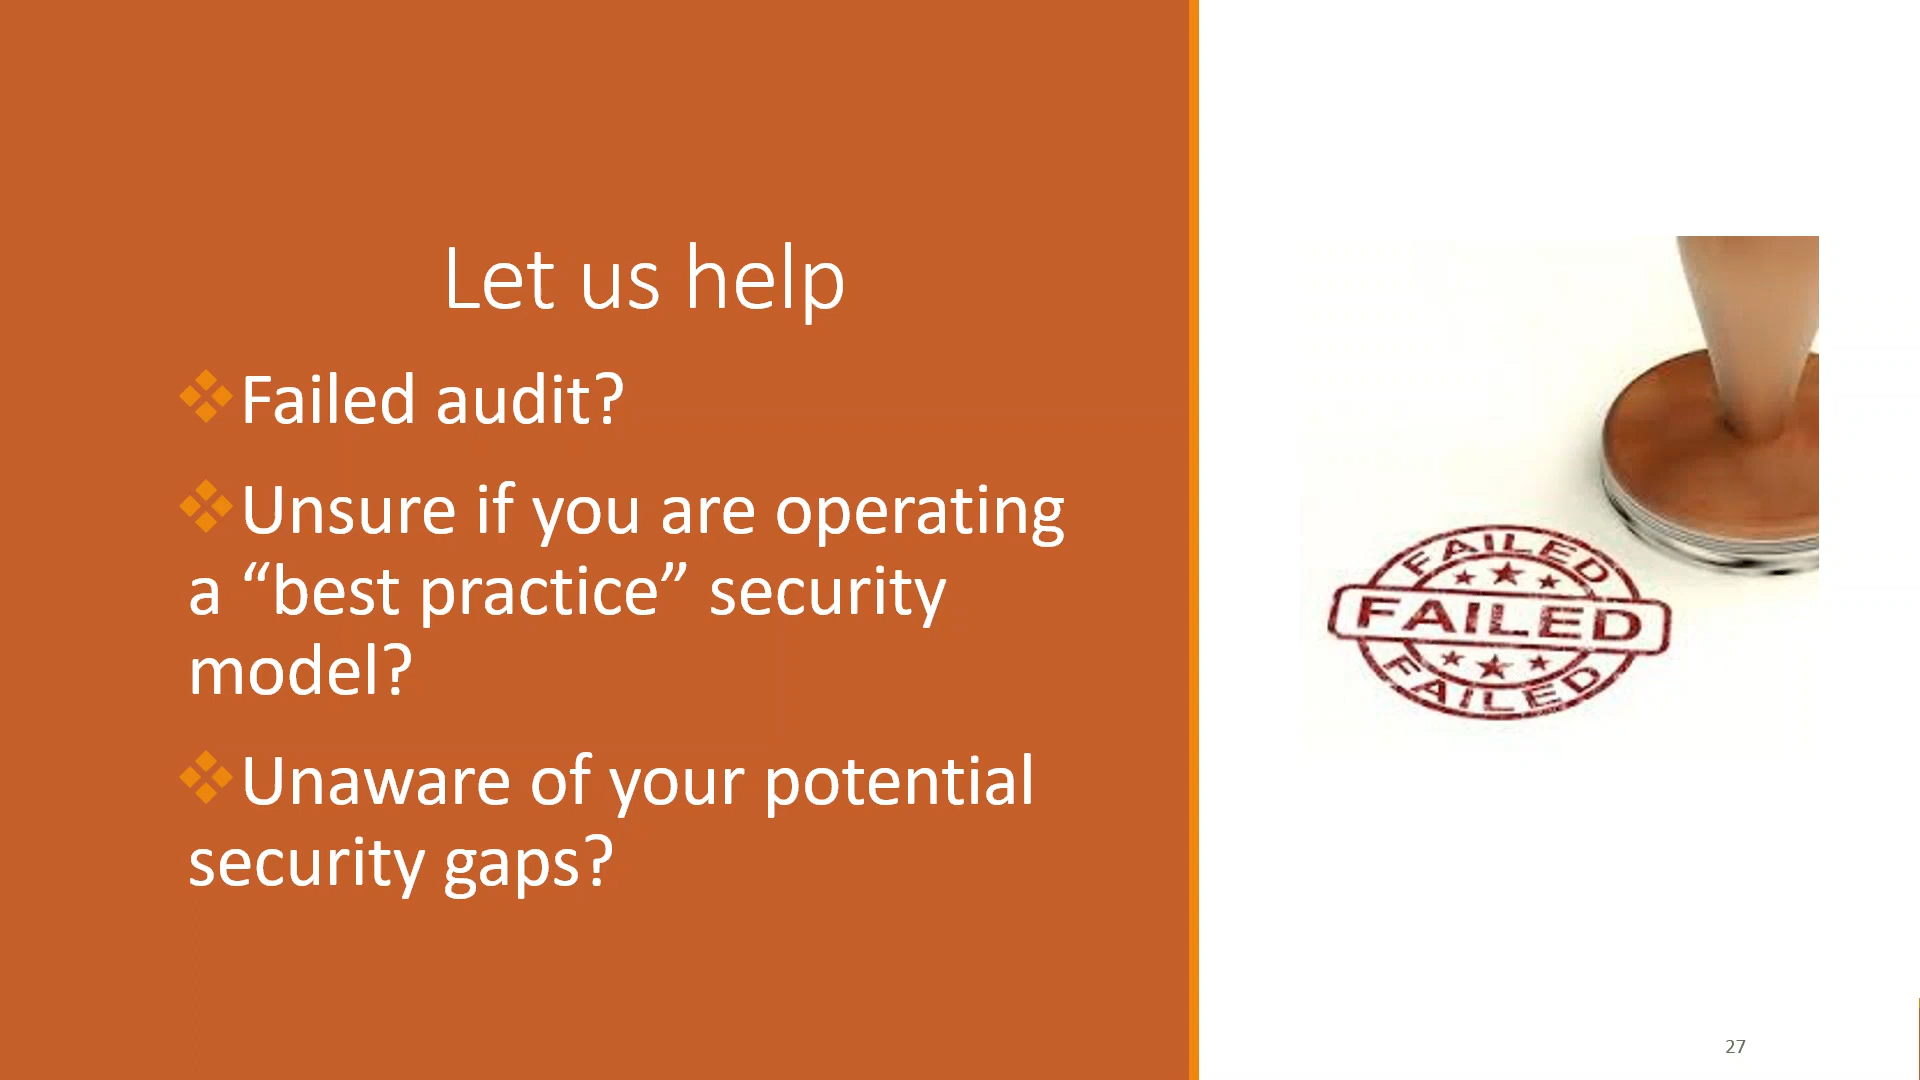 Let us help
❖Failed audit?
❖Unsure if you are operating
a “best practice” security
model?
❖Unaware of your potential
security gaps?
FAILED
FAILED
FAILED
27